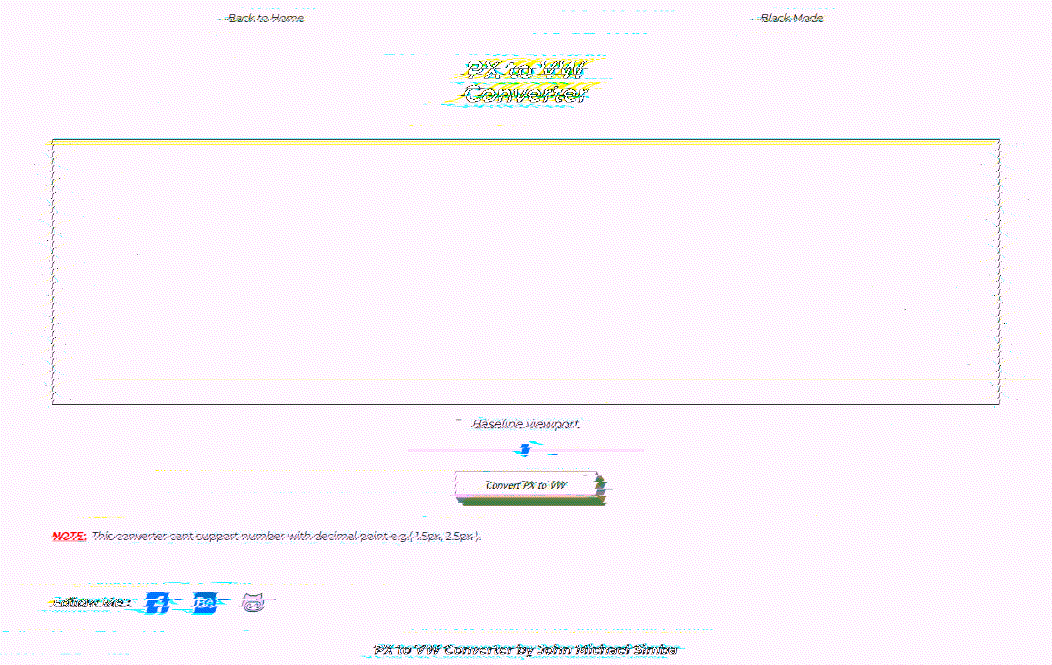 Back to Home
Black Mode
PX to VW
Converter
Baseline viewport
Convert PX to VW
NOTE: This converter cant support number with decimal point e.g.( 1.5px, 2.5px ).
Follow Me:
Be
PX to VW Converter by John Michael Simba